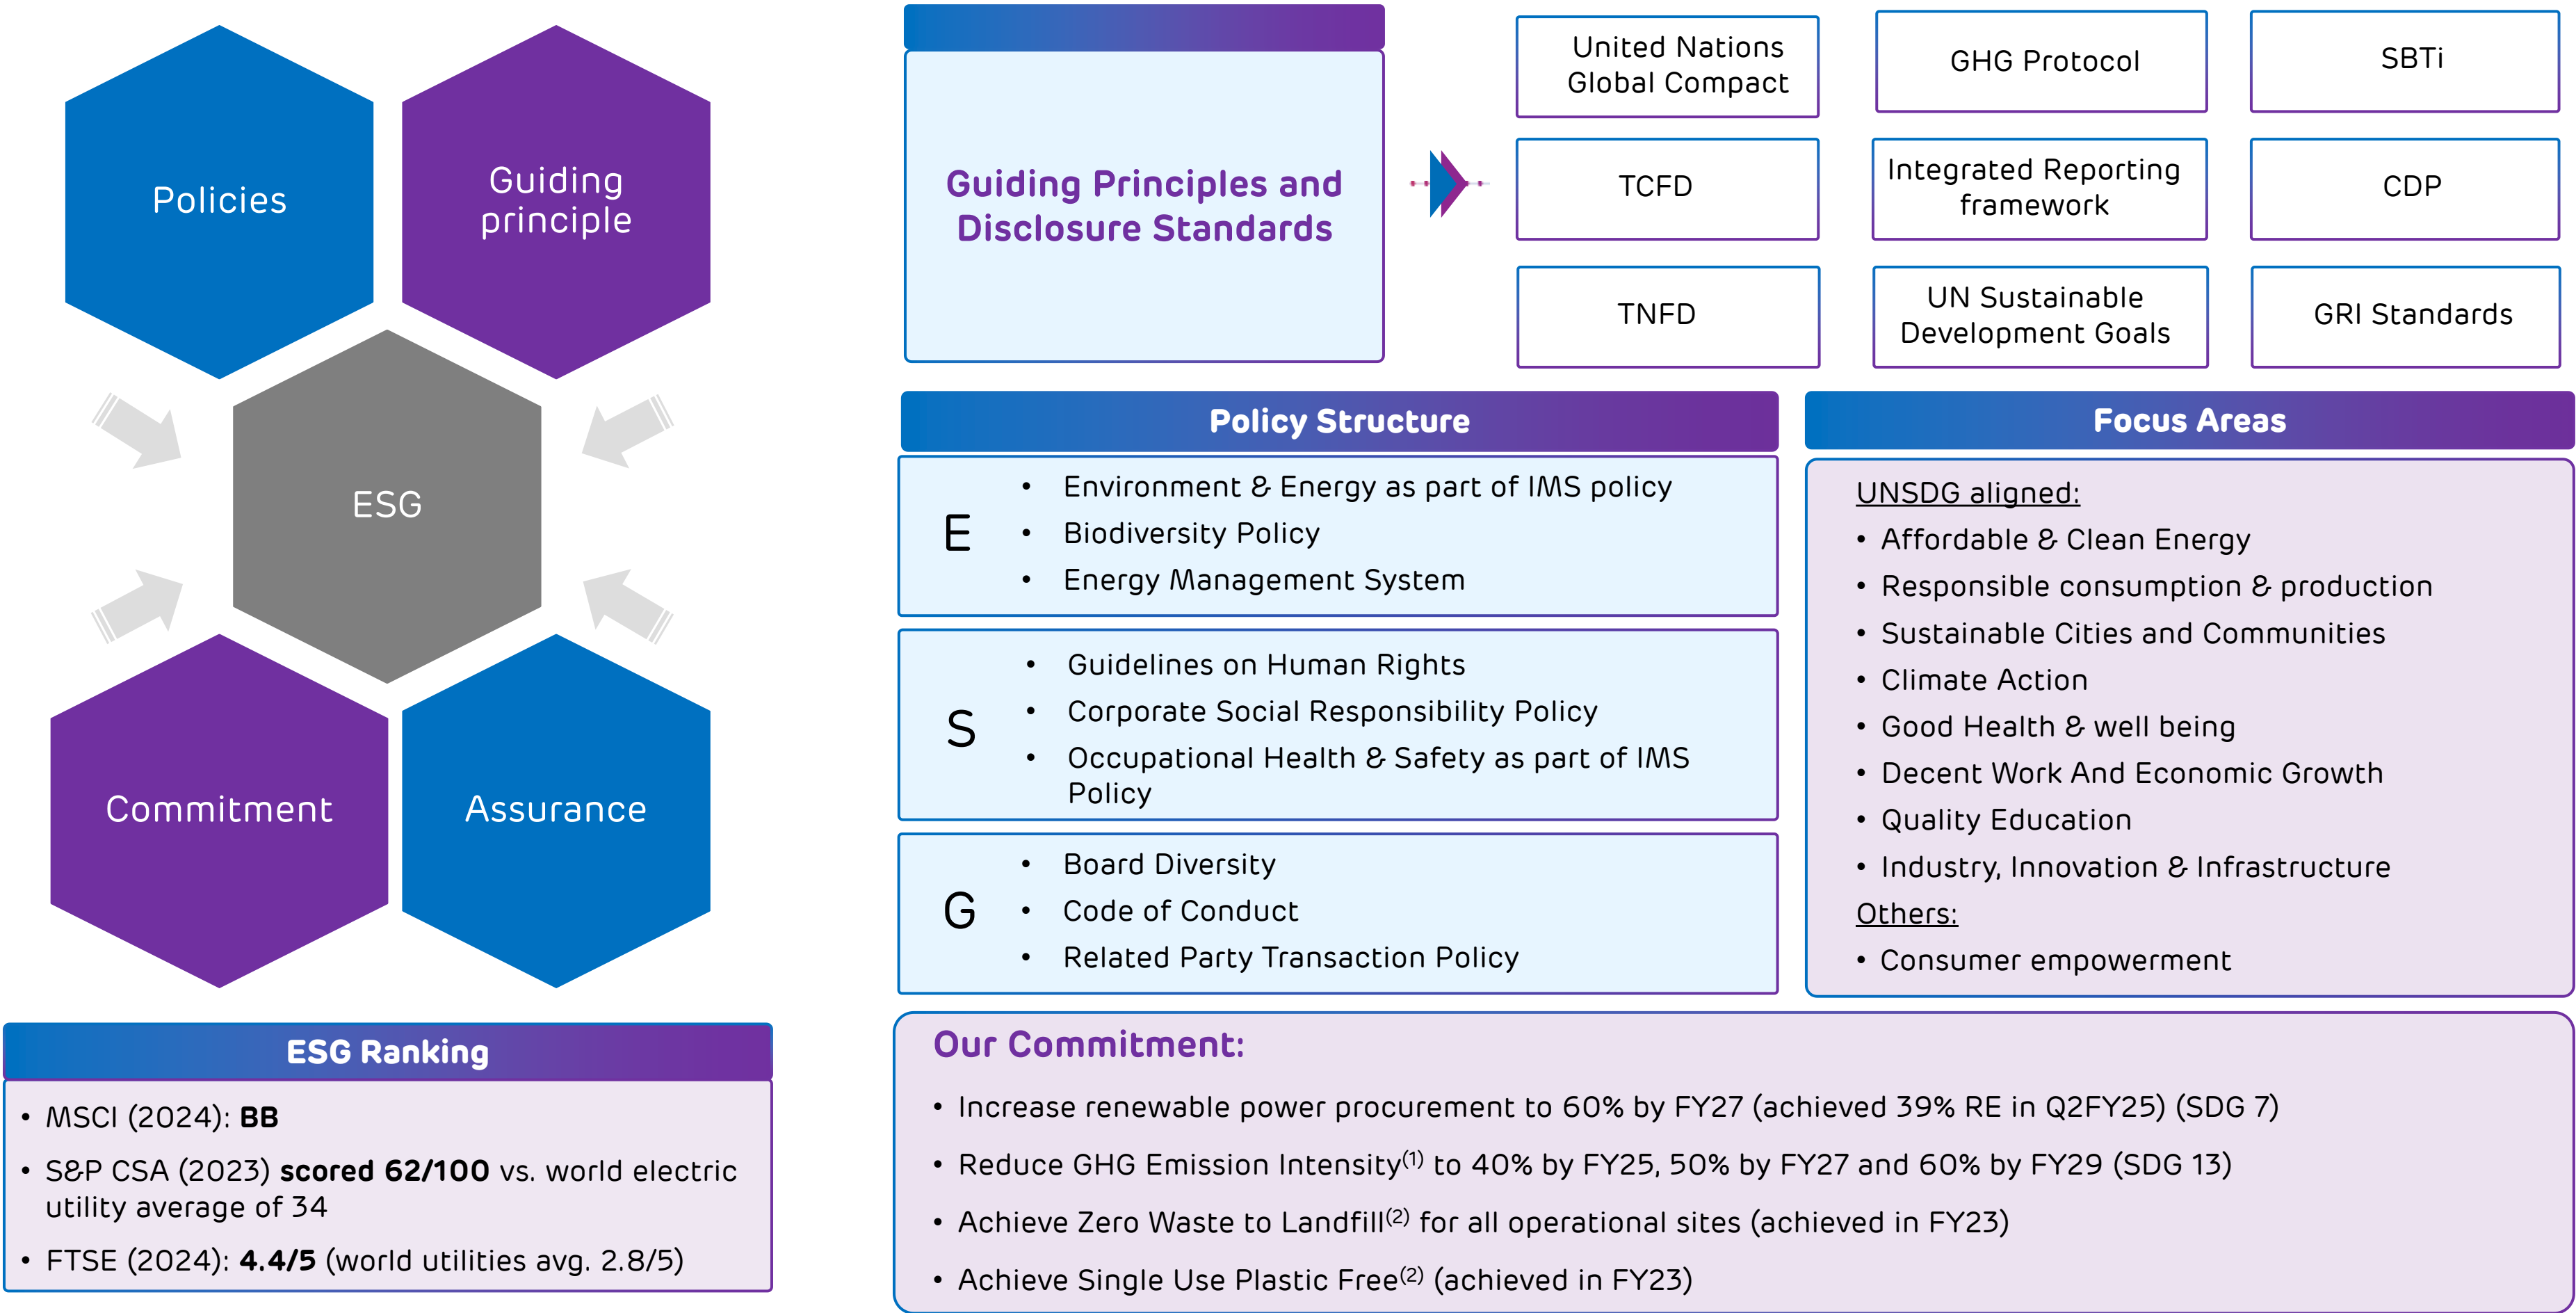 Policies
Guiding
principle
ESG
Commitment
Assurance
ESG Ranking
• MSCI (2024): BB
• S&P CSA (2023) scored 62/100 vs. world electric
utility average of 34
• FTSE (2024): 4.4/5 (world utilities avg. 2.8/5)
Guiding Principles and
Disclosure Standards
United Nations
Global Compact
GHG Protocol
SBTi
TCFD
Integrated Reporting
framework
CDP
TNFD
UN Sustainable
Development Goals
GRI Standards
Policy Structure
E
• Environment & Energy as part of IMS policy
• Biodiversity Policy
• Energy Management System
S
• Guidelines on Human Rights
• Corporate Social Responsibility Policy
• Occupational Health & Safety as part of IMS
Policy
G
• Board Diversity
• Code of Conduct
• Related Party Transaction Policy
Focus Areas
UNSDG aligned:
• Affordable & Clean Energy
• Responsible consumption & production
• Sustainable Cities and Communities
• Climate Action
• Good Health & well being
• Decent Work And Economic Growth
• Quality Education
• Industry, Innovation & Infrastructure
Others:
• Consumer empowerment
Our Commitment:
• Increase renewable power procurement to 60% by FY27 (achieved 39% RE in Q2FY25) (SDG 7)
• Reduce GHG Emission Intensity(1) to 40% by FY25, 50% by FY27 and 60% by FY29 (SDG 13)
• Achieve Zero Waste to Landfill(2) for all operational sites (achieved in FY23)
• Achieve Single Use Plastic Free(2) (achieved in FY23)